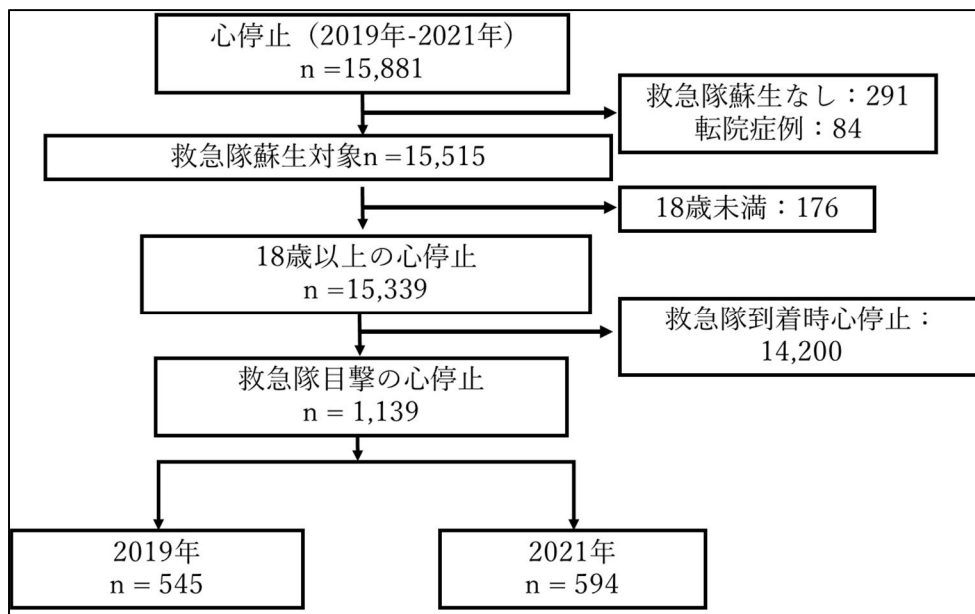 心停止（2019年-2021年）
n =15,881
救急隊蘇生なし：291
転院症例：84
救急隊蘇生対象n =15,515
18歳未満：176
18歳以上の心停止
n =15,339
救急隊到着時心停止：
14,200
救急隊目撃の心停止
n = 1,139
2019年
n = 545
2021年
n = 594